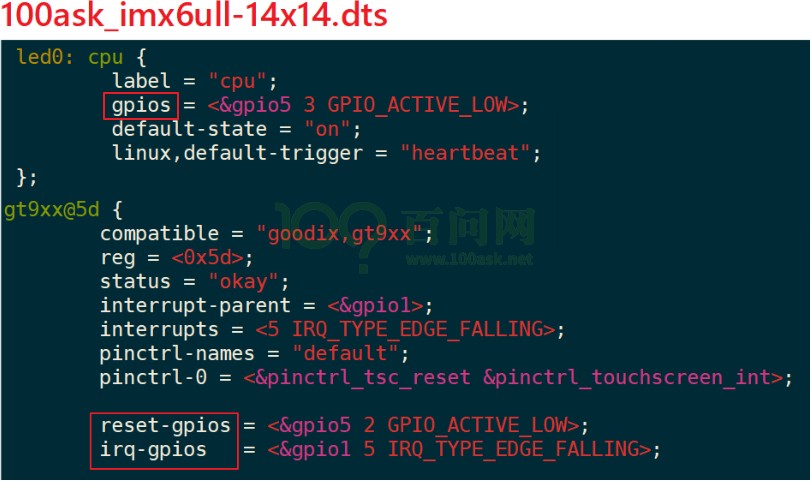 100ask_imx6ull-14x14.dts
led0: cpu {
label = "cpu";
gpios = <&gpio5 3 GPIO_ACTIVE_LOW>;
default-state = "on";
linux,default-trigger = "heartbeat";
};
gt9xx@5d {
compatible = "goodix,gt9xx";
reg = <0x5d>;
status = "okay";
interrupt-parent = <&gpio1>;
interrupts = <5 IRQ_TYPE_EDGE_FALLING>;
pinctrl-names = "default";
pinctrl-0 = <&pinctrl_tsc_reset &pinctrl_touchscreen_int>;
reset-gpios = <&gpio5 2 GPIO_ACTIVE_LOW>;
irq-gpios = <&gpio1 5 IRQ_TYPE_EDGE_FALLING>;
100? 百问网
www.100ask.net